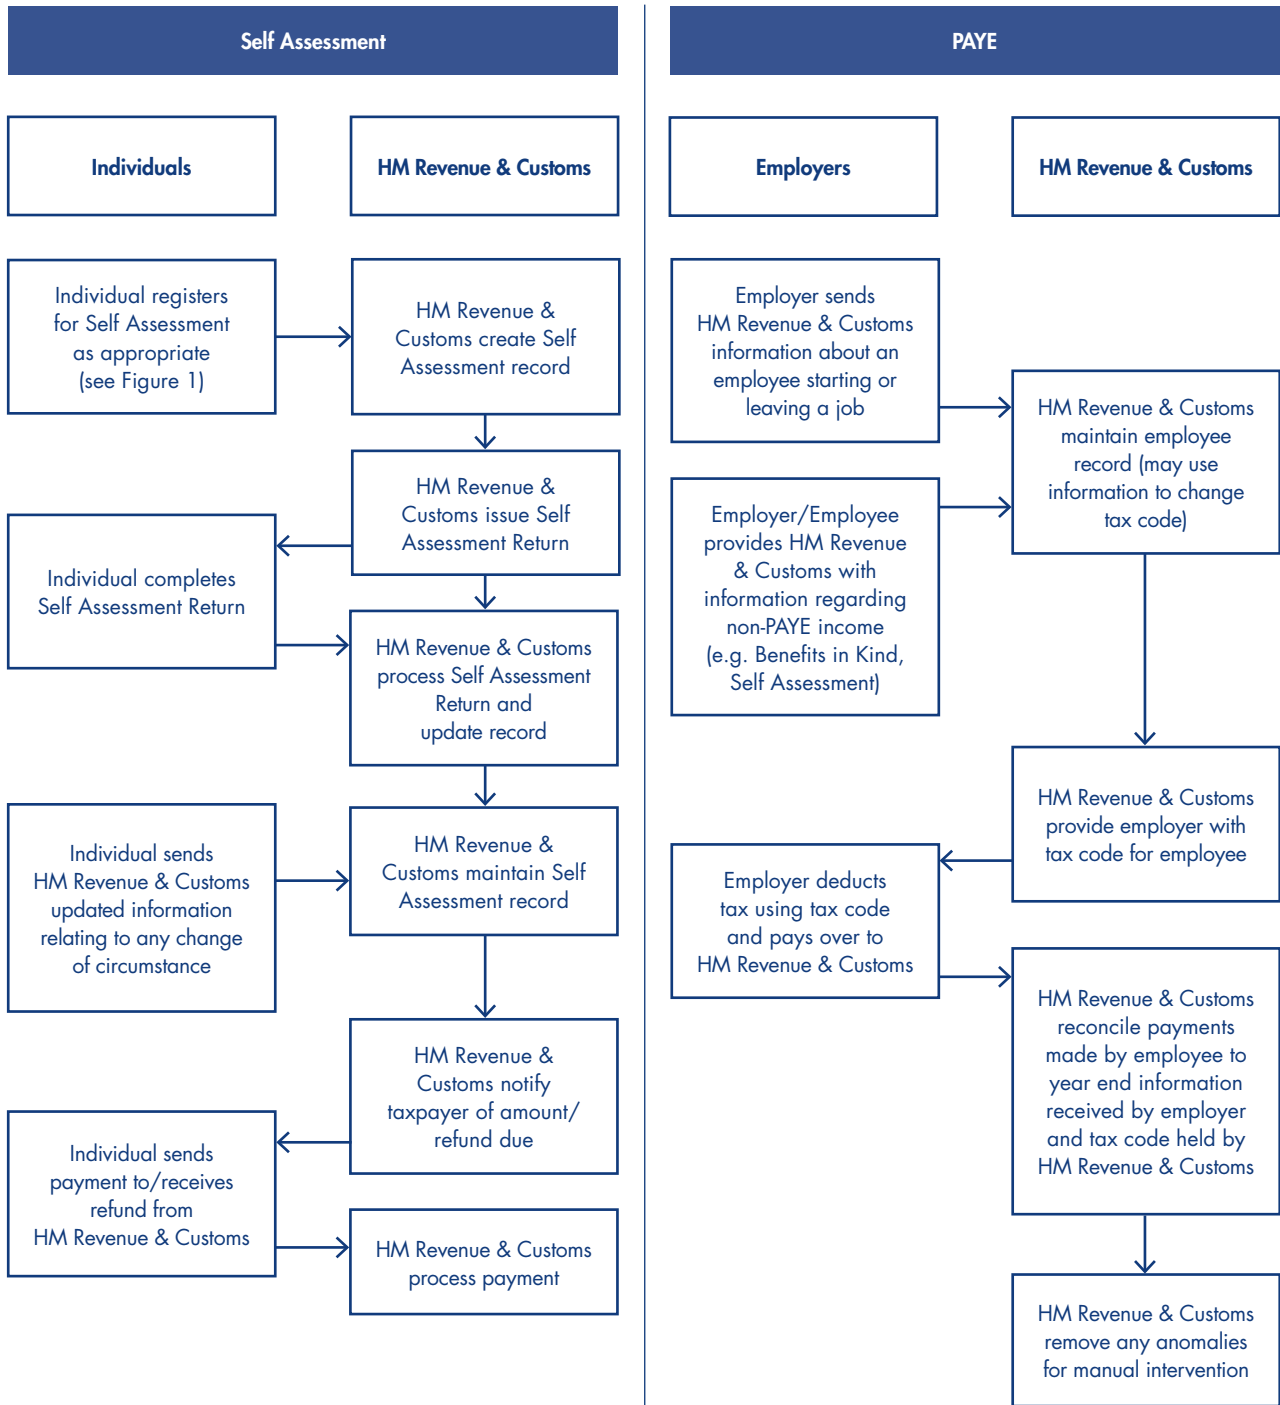 Self Assessment
PAYE
Individuals
HM Revenue & Customs
Employers
HM Revenue & Customs
Individual registers
for Self Assessment
as appropriate
(see Figure 1)
HM Revenue &
Customs create Self
Assessment record
HM Revenue &
Customs issue Self
Assessment Return
Individual completes
Self Assessment Return
HM Revenue & Customs
process Self Assessment
Return and
update record
Individual sends
HM Revenue & Customs
updated information
relating to any change
of circumstance
HM Revenue &
Customs maintain Self
Assessment record
HM Revenue &
Customs notify
taxpayer of amount/
refund due
Individual sends
payment to/receives
refund from
HM Revenue & Customs
HM Revenue & Customs
process payment
Employer sends
HM Revenue & Customs
information about an
employee starting or
leaving a job
HM Revenue & Customs
maintain employee
record (may use
information to change
tax code)
Employer/Employee
provides HM Revenue
& Customs with
information regarding
non-PAYE income
(e.g. Benefits in Kind,
Self Assessment)
HM Revenue & Customs
provide employer with
tax code for employee
Employer deducts
tax using tax code
and pays over to
HM Revenue & Customs
HM Revenue & Customs
reconcile payments
made by employee to
year end information
received by employer
and tax code held by
HM Revenue & Customs
HM Revenue & Customs
remove any anomalies
for manual intervention